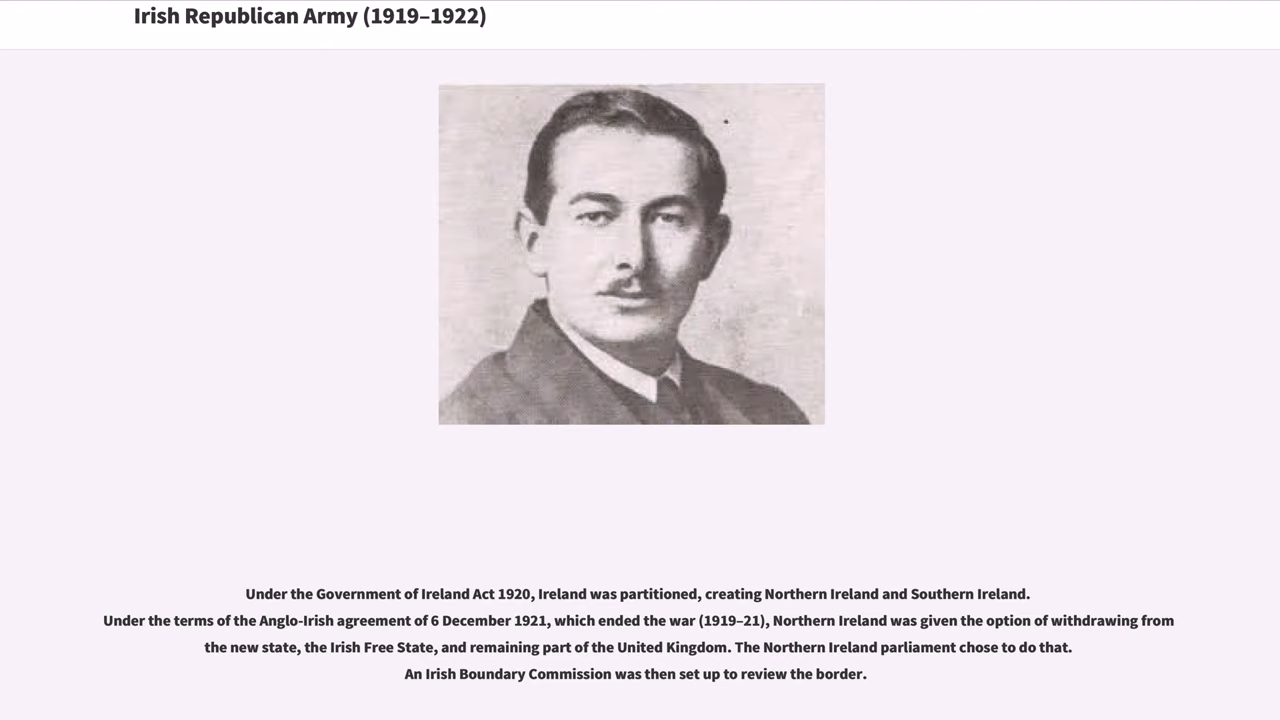 Irish Republican Army (1919–1922)
Under the Government of Ireland Act 1920, Ireland was partitioned, creating Northern Ireland and Southern Ireland.
Under the terms of the Anglo-Irish agreement of 6 December 1921, which ended the war (1919–21), Northern Ireland was given the option of withdrawing from
the new state, the Irish Free State, and remaining part of the United Kingdom. The Northern Ireland parliament chose to do that.
An Irish Boundary Commission was then set up to review the border.